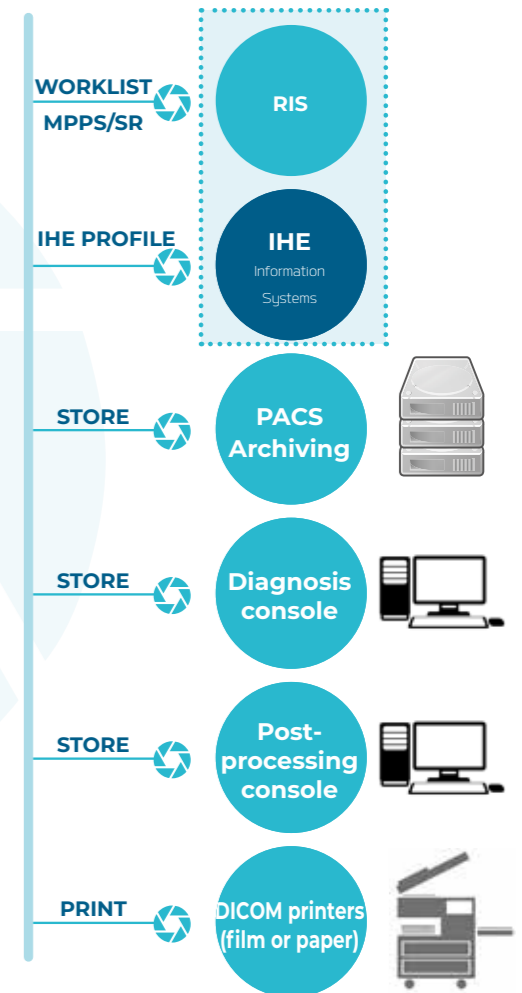 WORKLIST
MPPS/SR
RIS
IHE PROFILE
IHE
Information
Systems
STORE
PACS
Archiving
STORE
Diagnosis
console
STORE
Post-
processing
console
PRINT
DICOM printers
(film or paper)